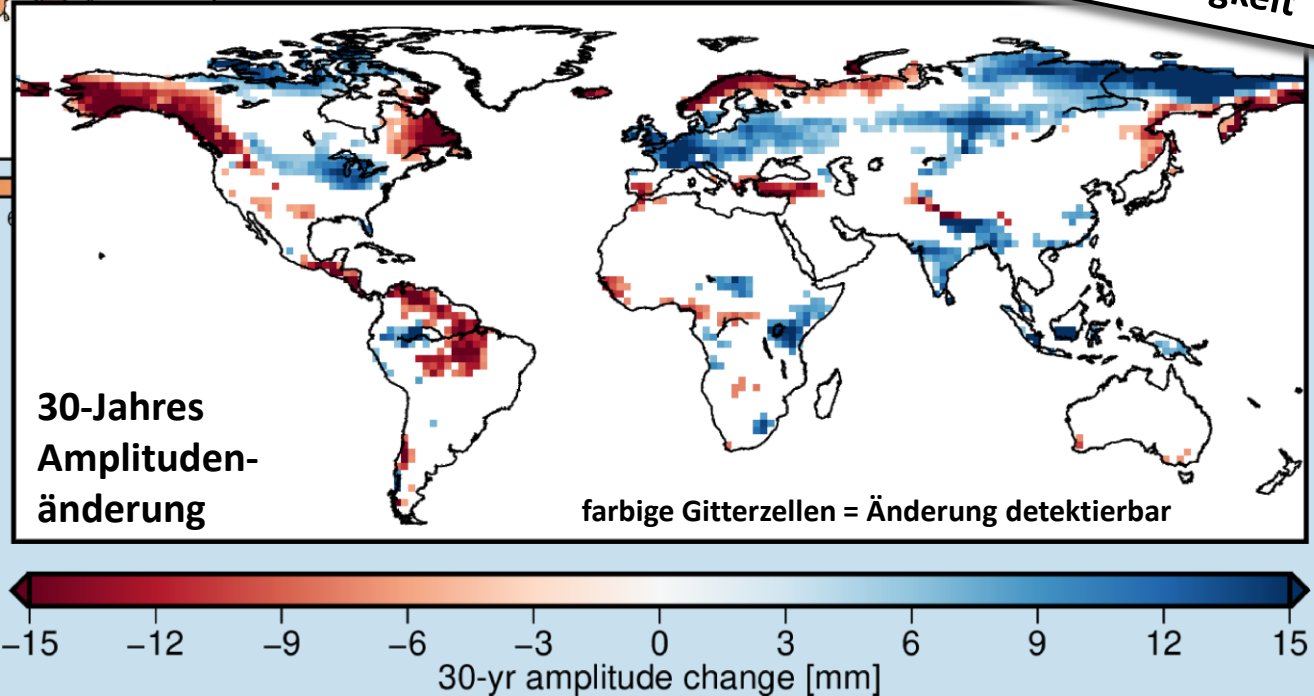 30-Jahres
Amplituden-
änderung
farbige Gitterzellen = Änderung detektierbar
−15 −12 −9 −6 −3 0 3 6 9 12 15
30-yr amplitude change [mm]